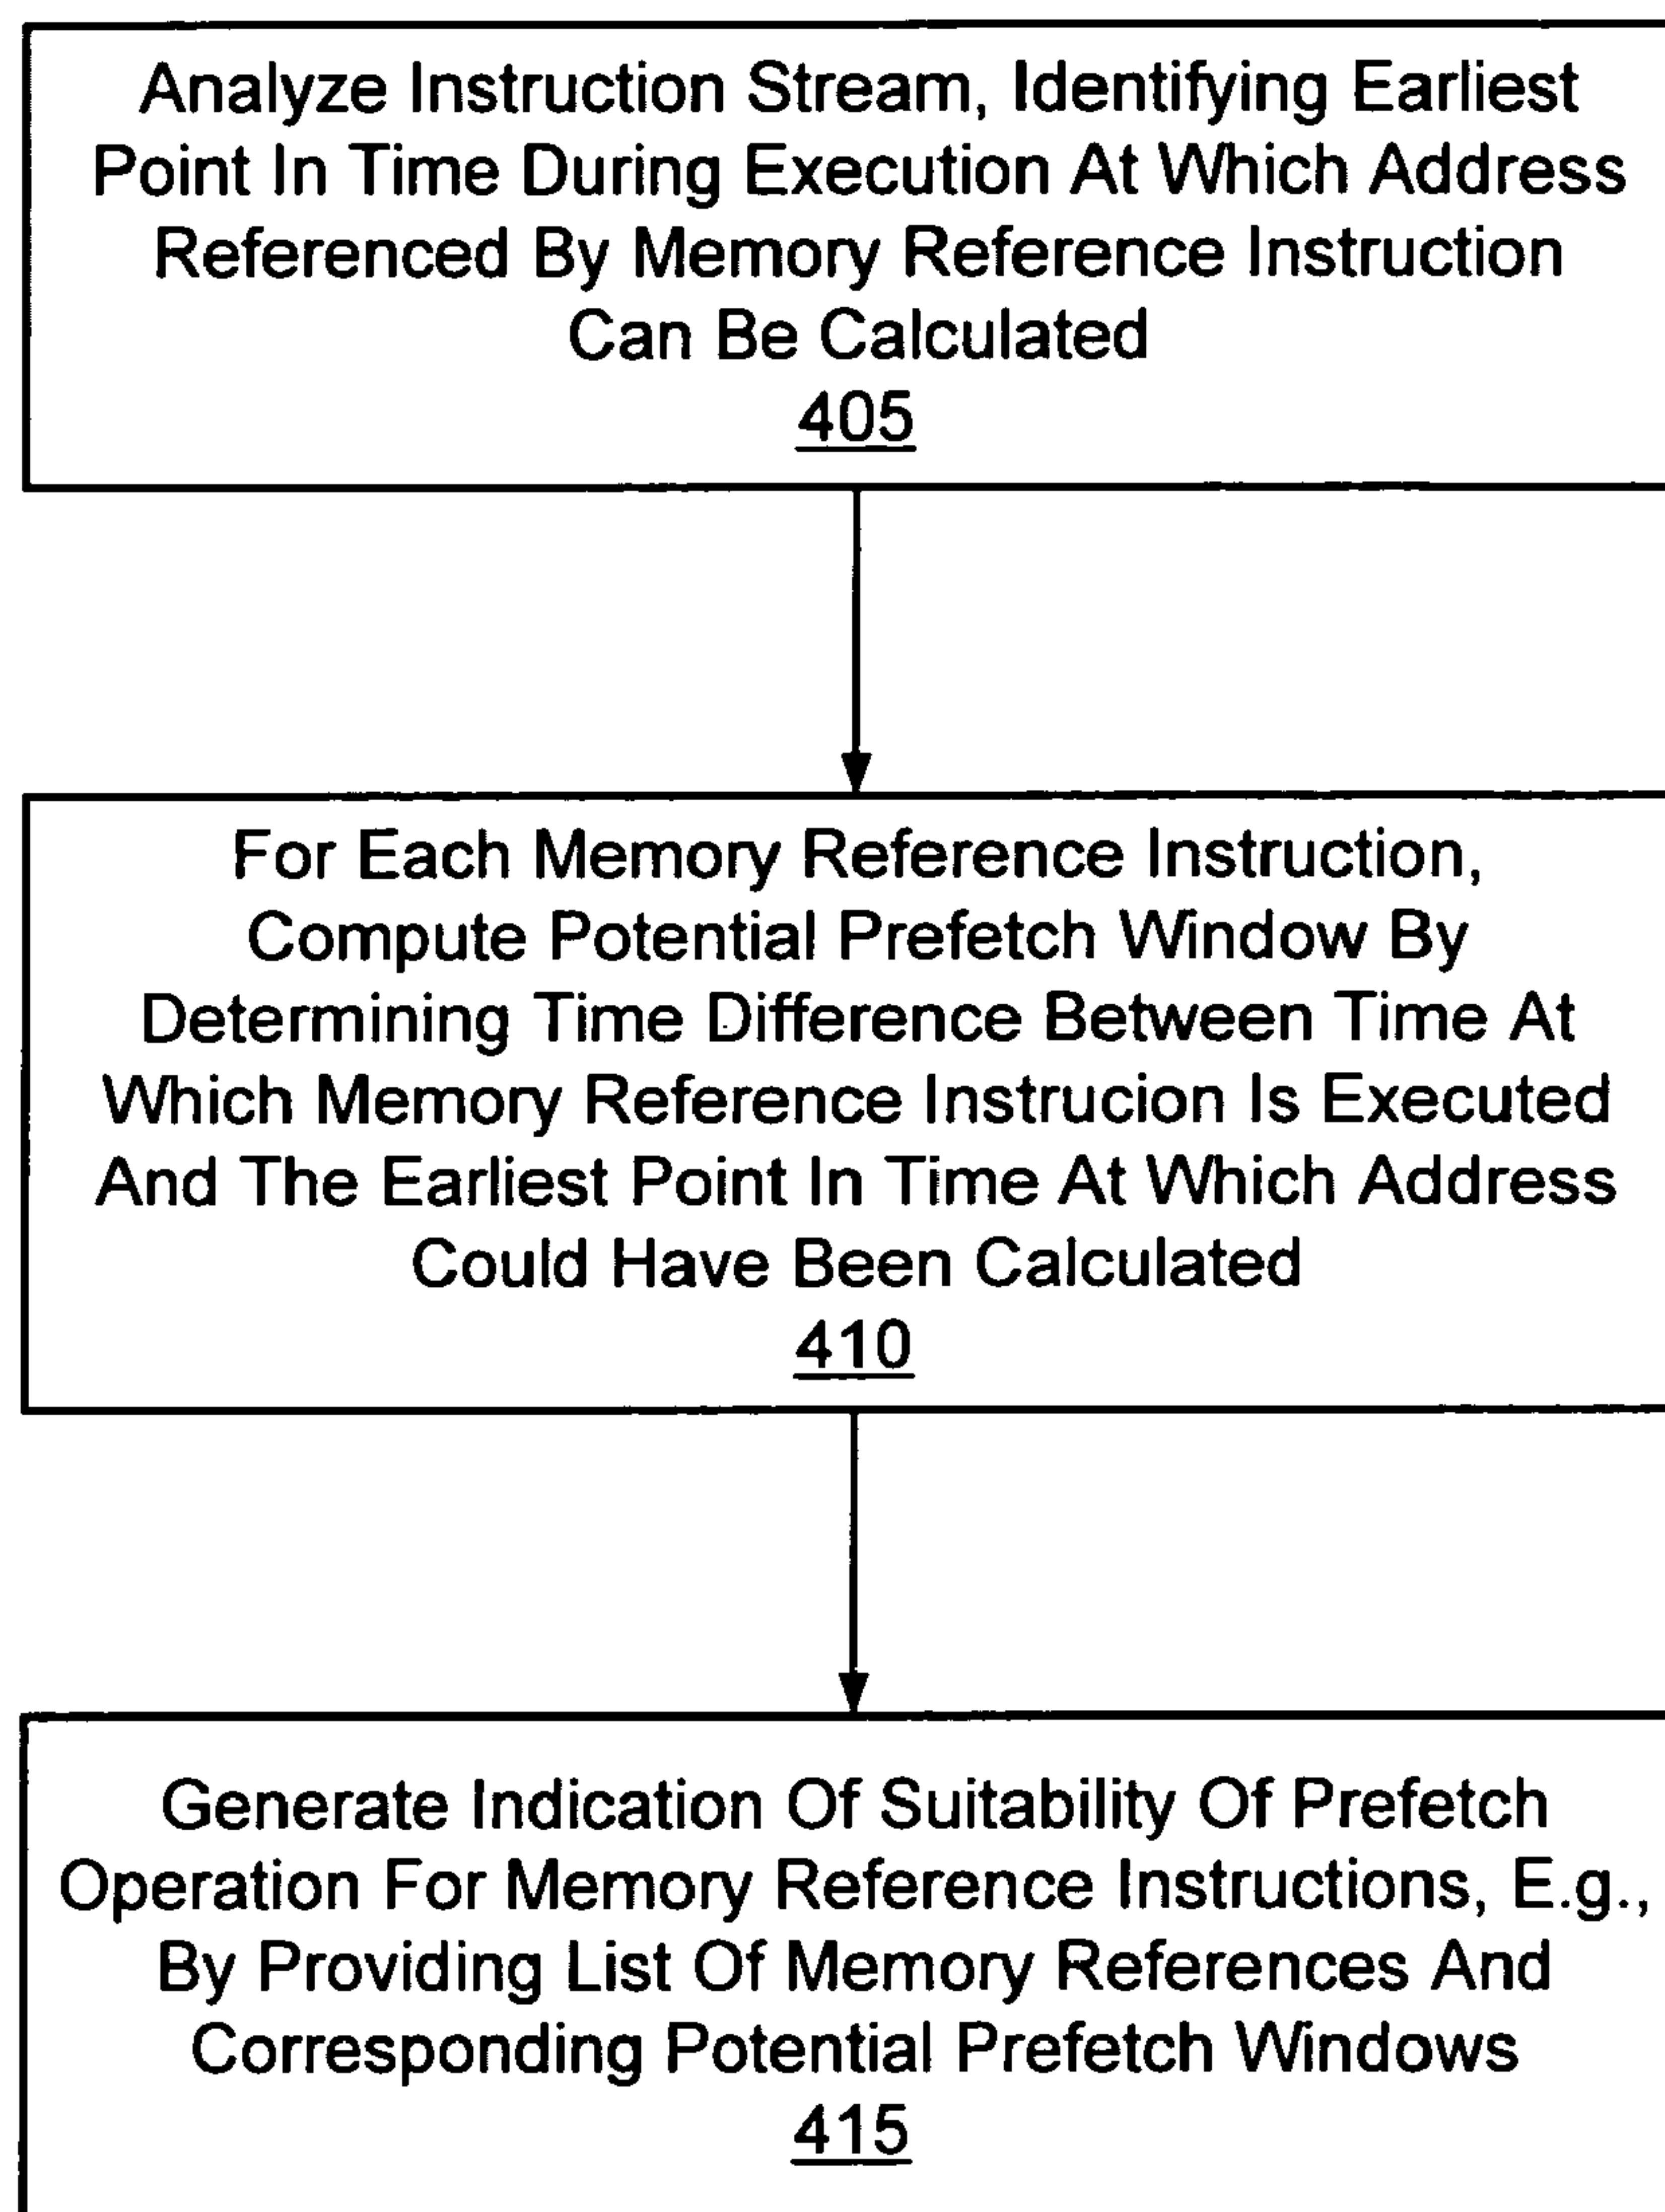 Analyze Instruction Stream, Identifying Earliest
Point In Time During Execution At Which Address
Referenced By Memory Reference Instruction
Can Be Calculated
405
For Each Memory Reference Instruction,
Compute Potential Prefetch Window By
Determining Time Difference Between Time At
Which Memory Reference Instrucion Is Executed
And The Earliest Point In Time At Which Address
Could Have Been Calculated
410
Generate Indication Of Suitability Of Prefetch
Operation For Memory Reference Instructions, E.g.,
By Providing List Of Memory References And
Corresponding Potential Prefetch Windows
415